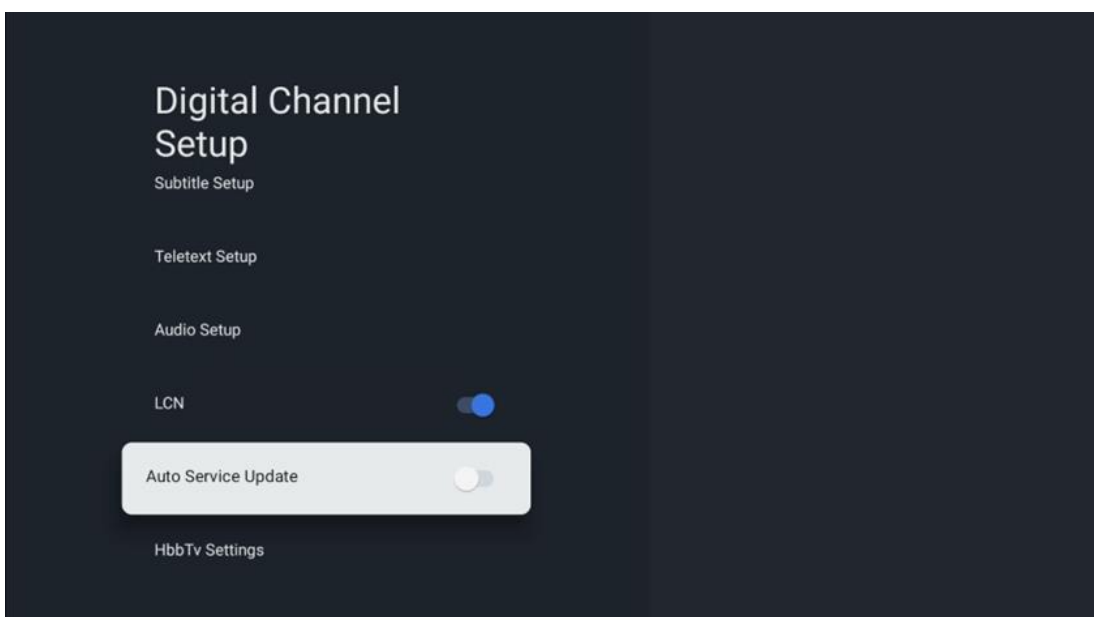 Digital Channel
Setup
Subtitle Setup
Teletext Setup
Audio Setup
LCN
Auto Service Update
HbbTv Settings